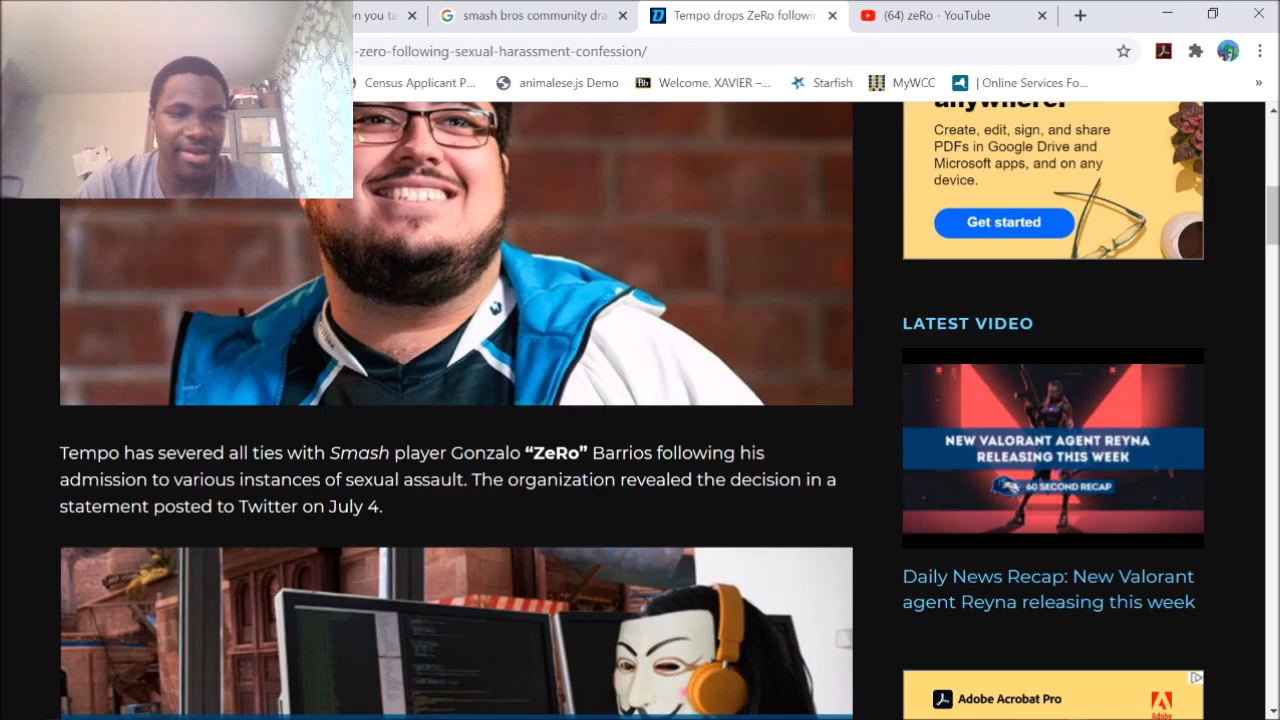 smash bros community dra
Tempo drops ZeRo followin
(64) zeRo - YouTube
-zero-following-sexual-harassment-confession/
Census Applicant P...
animalese.js Demo
Bb
Welcome, XAVIER –...
Starfish
MyWCC
| Online Services Fo...
»
Create, edit, sign, and share
PDFs in Google Drive and
Microsoft apps, and on any
device.
Get started
LATEST VIDEO
NEW VALORANT AGENT REYNA
RELEASING THIS WEEK
60 SECOND RECAP
Tempo has severed all ties with Smash player Gonzalo “ZeRo” Barrios following his
admission to various instances of sexual assault. The organization revealed the decision in a
statement posted to Twitter on July 4.
Daily News Recap: New Valorant
agent Reyna releasing this week
Adobe Acrobat Pro
Adobe